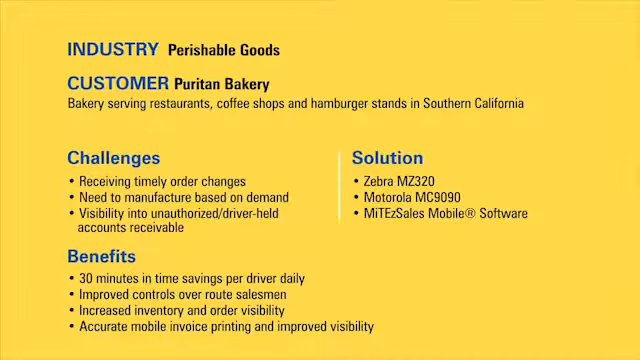 INDUSTRY Perishable Goods
CUSTOMER Puritan Bakery
Bakery serving restaurants, coffee shops and hamburger stands in Southern California
Challenges
• Receiving timely order changes
• Need to manufacture based on demand
• Visibility into unauthorized/driver-held
accounts receivable
Solution
• Zebra MZ320
• Motorola MC9090
• MiTEzSales Mobile® Software
Benefits
• 30 minutes in time savings per driver daily
• Improved controls over route salesmen
• Increased inventory and order visibility
• Accurate mobile invoice printing and improved visibility